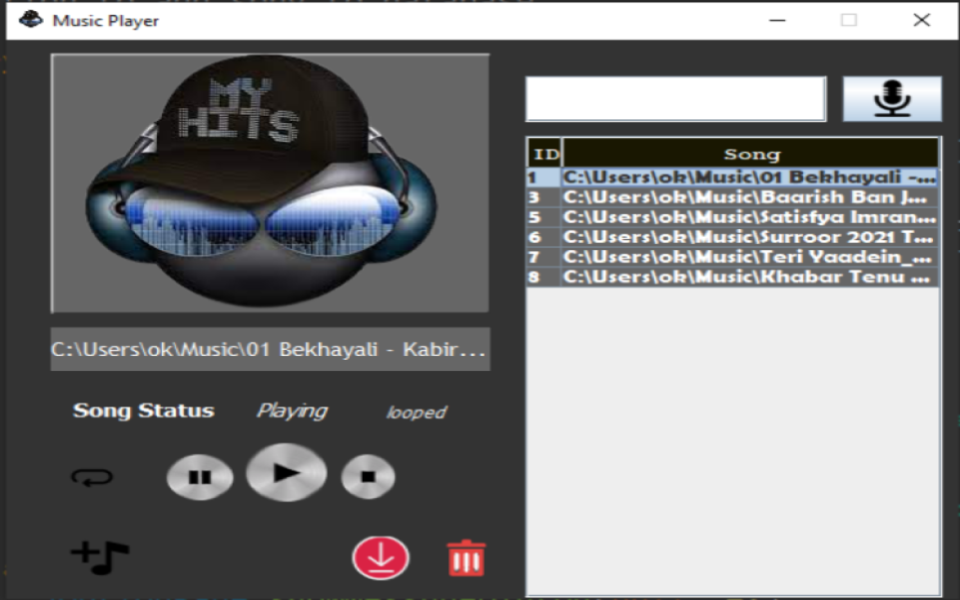 Music Player
MY
HITS
C:\Users\ok\Music\01 Bekhayali - Kabir...
Song Status Playing looped
ID Song
1 C:\Users\ok\Music\01 Bekhayali -...
3 C:\Users\ok\Music\Baarish Ban J...
5 C:\Users\ok\Music\Satisfya Imran...
6 C:\Users\ok\Music\Surroor 2021 T...
7 C:\Users\ok\Music\Teri Yaadein_...
8 C:\Users\ok\Music\Khabar Tenu ...